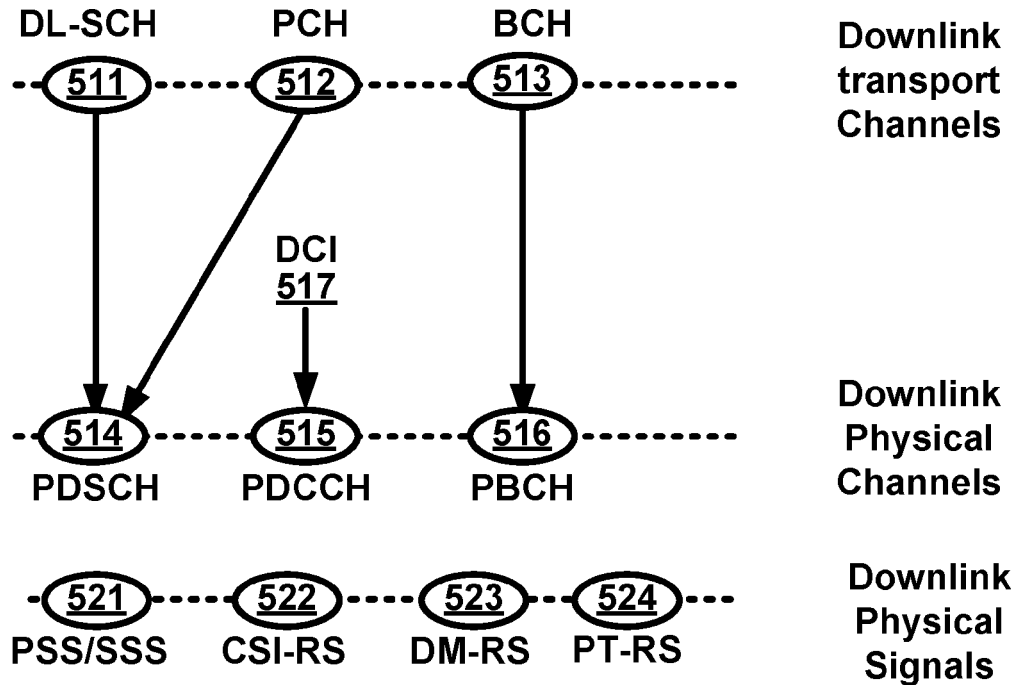 DL-SCH PCH BCH
511 512 513
Downlink
transport
Channels
DCI
517
514 515 516
PDSCH PDCCH PBCH
Downlink
Physical
Channels
521 522 523 524
PSS/SSS CSI-RS DM-RS PT-RS
Downlink
Physical
Signals